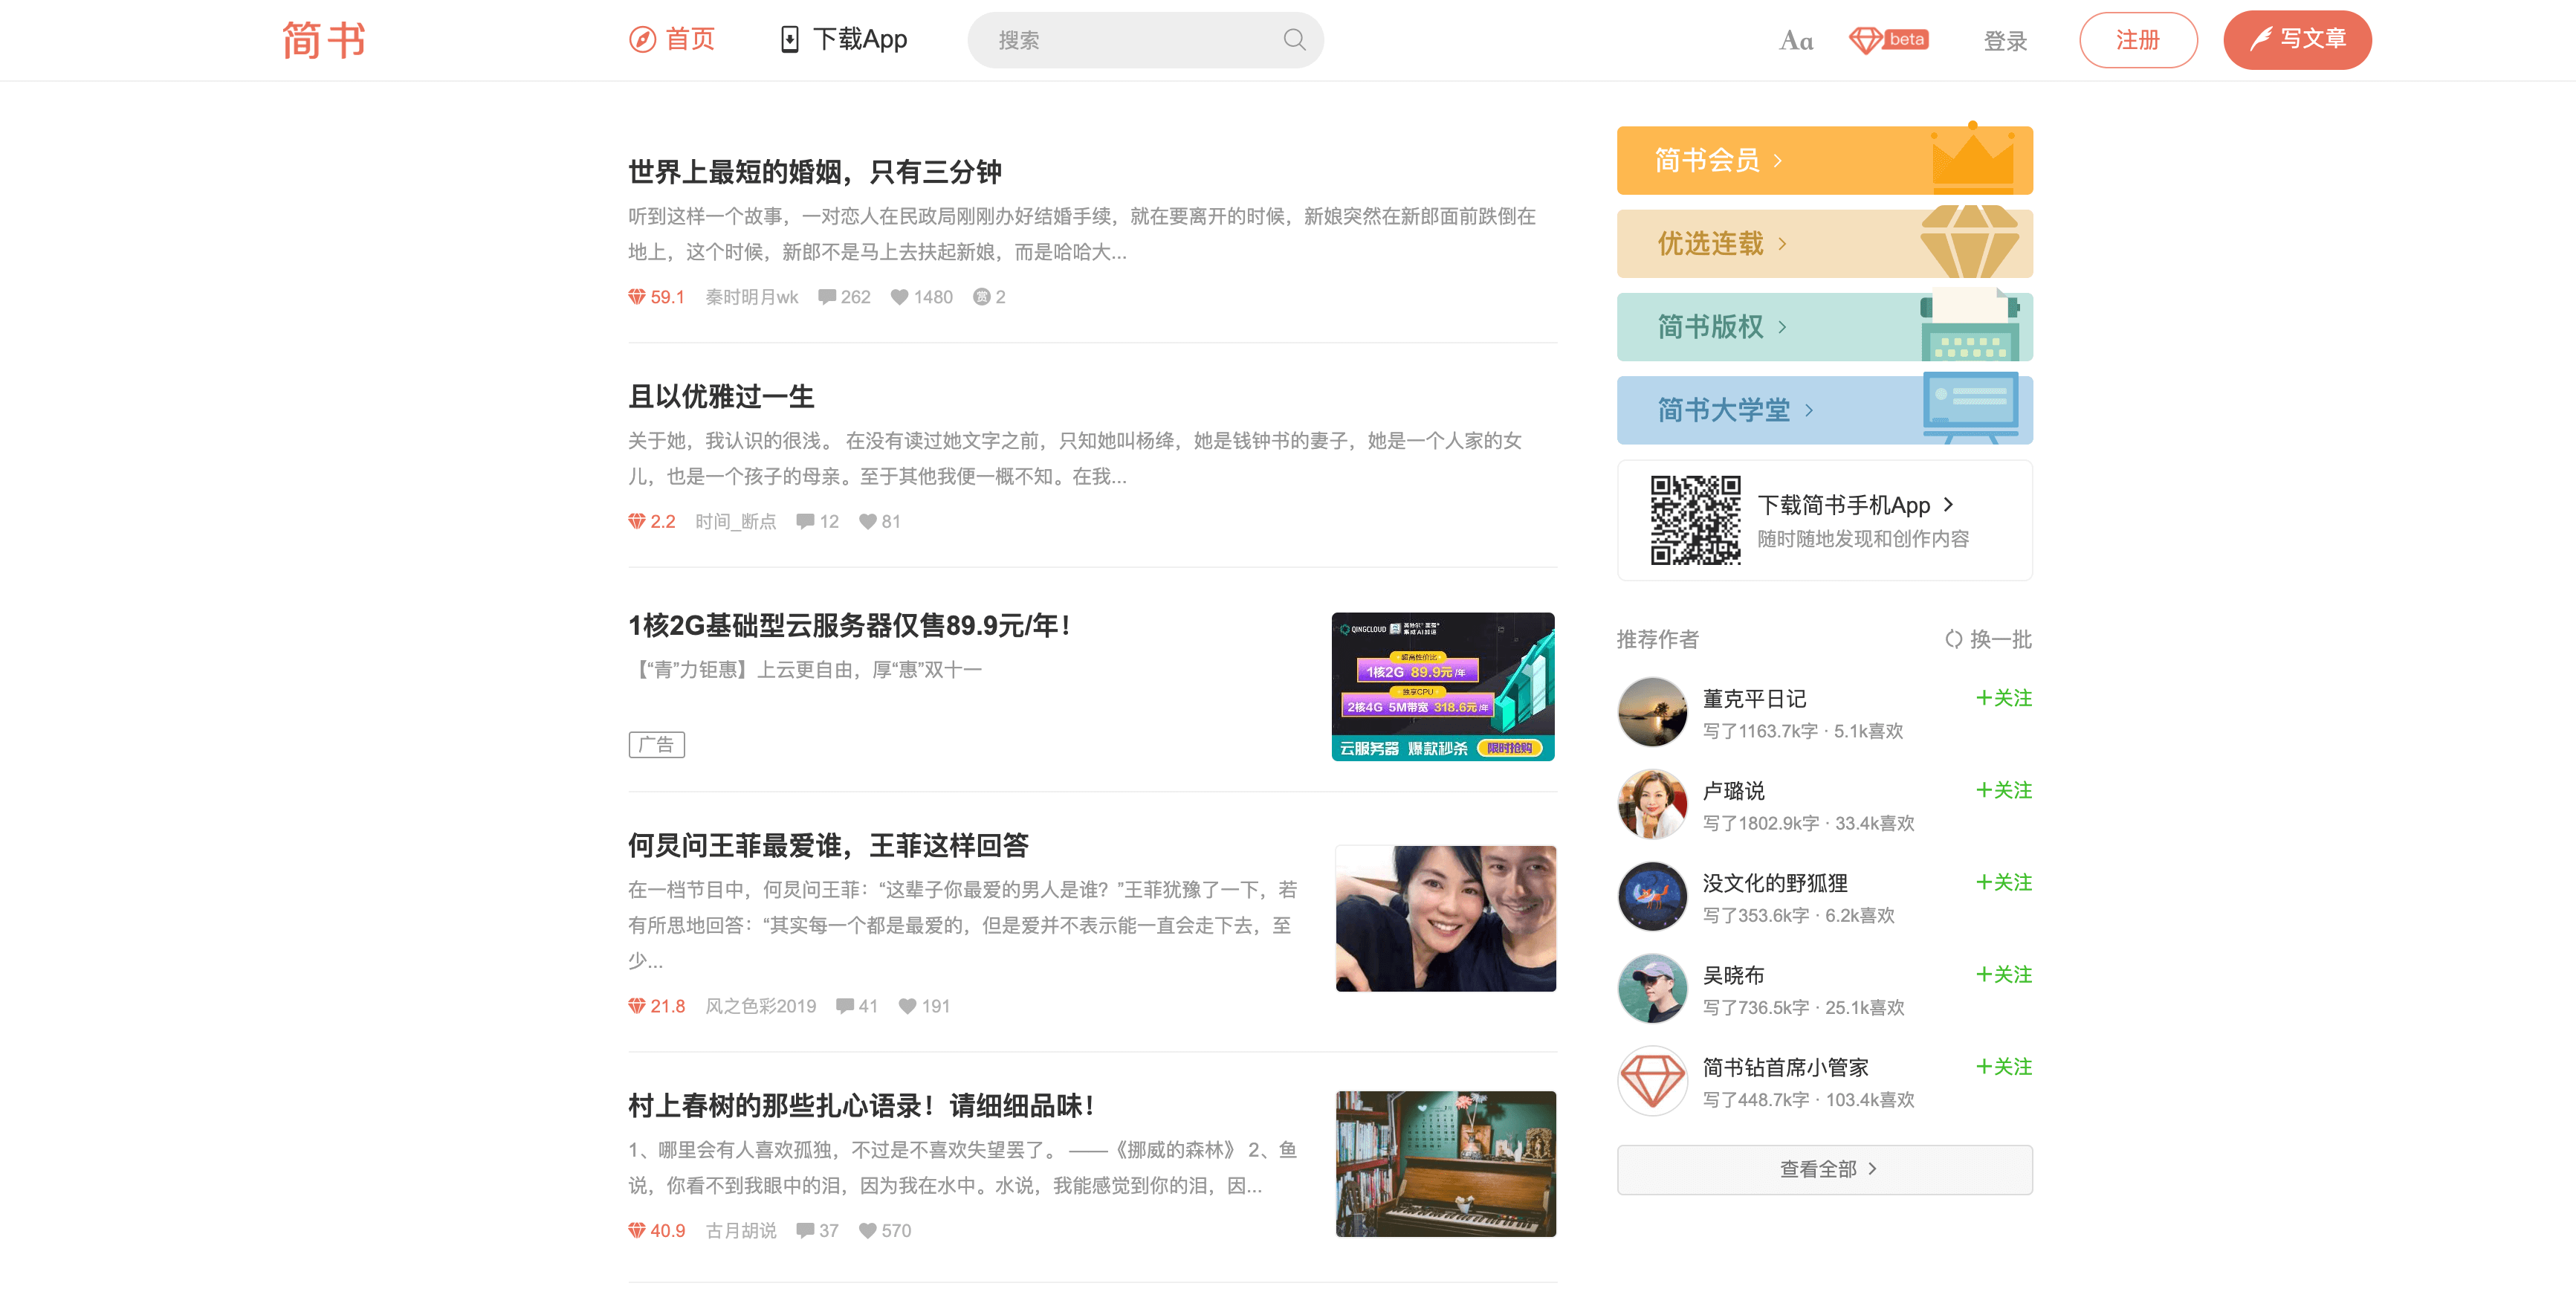 简书
首页
下载App
搜索
Aa
beta
登录
注册
写文章
世界上最短的婚姻，只有三分钟
听到这样一个故事，一对恋人在民政局刚刚办好结婚手续，就在要离开的时候，新娘突然在新郎面前跌倒在
地上，这个时候，新郎不是马上去扶起新娘，而是哈哈大...
59.1 秦时明月wk 262 1480 赏 2
且以优雅过一生
关于她，我认识的很浅。 在没有读过她文字之前，只知她叫杨绛，她是钱钟书的妻子，她是一个人家的女
儿，也是一个孩子的母亲。至于其他我便一概不知。在我...
2.2 时间_断点 12 81
1核2G基础型云服务器仅售89.9元/年！
【“青”力钜惠】上云更自由，厚“惠”双十一
广告
QINGCLOUD
超高性价比
1核2G 89.9元/年
独享CPU
2核4G 5M带宽 318.6元/年
云服务器 爆款秒杀 限时抢购
何炅问王菲最爱谁，王菲这样回答
在一档节目中，何炅问王菲：“这辈子你最爱的男人是谁？”王菲犹豫了一下，若
有所思地回答：“其实每一个都是最爱的，但是爱并不表示能一直会走下去，至
少...
21.8 风之色彩2019 41 191
村上春树的那些扎心语录！请细细品味！
1、哪里会有人喜欢孤独，不过是不喜欢失望罢了。 ——《挪威的森林》 2、鱼
说，你看不到我眼中的泪，因为我在水中。水说，我能感觉到你的泪，因...
40.9 古月胡说 37 570
简书会员
优选连载
简书版权
简书大学堂
下载简书手机App
随时随地发现和创作内容
推荐作者
换一批
董克平日记
+关注
写了1163.7k字 · 5.1k喜欢
卢璐说
+关注
写了1802.9k字 · 33.4k喜欢
没文化的野狐狸
+关注
写了353.6k字 · 6.2k喜欢
吴晓布
+关注
写了736.5k字 · 25.1k喜欢
简书钻首席小管家
+关注
写了448.7k字 · 103.4k喜欢
查看全部